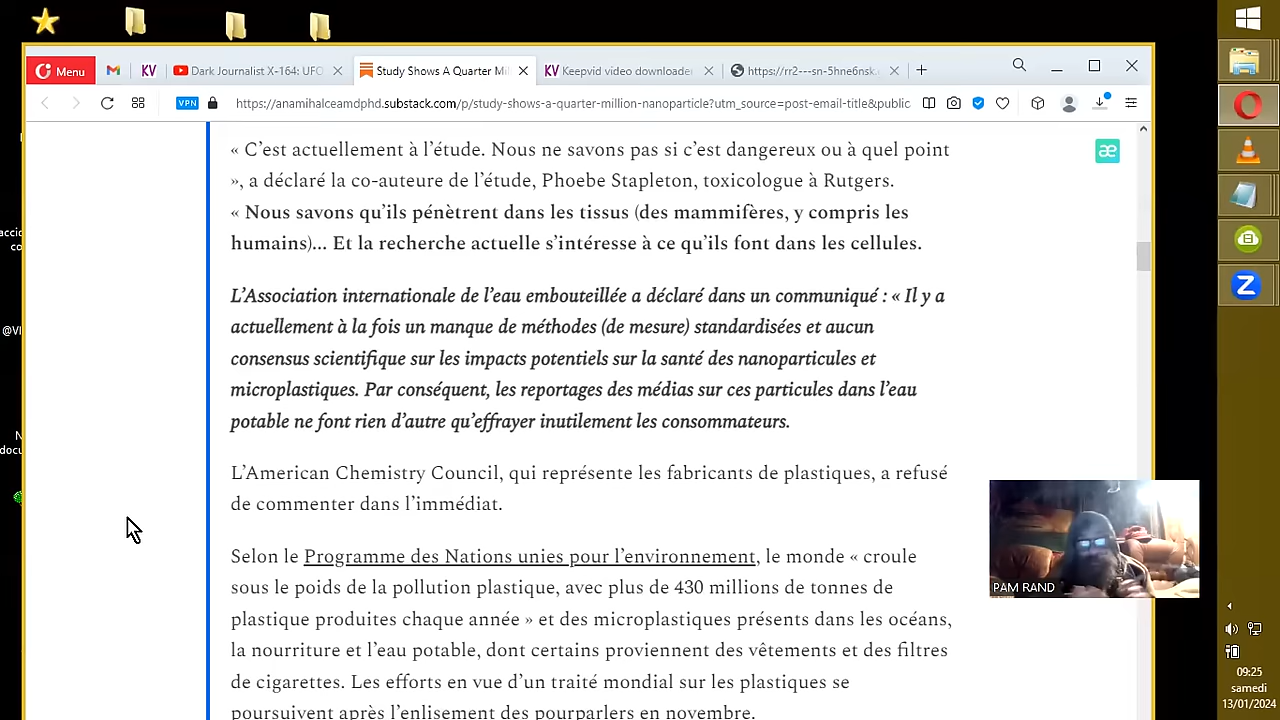 Menu
KV
Dark Journalist X-164: UFO
Study Shows A Quarter Mi
KV
Keepvid video downloade
https://rr2---sn-5hne6nsd.
VPN
https://anamihalceamdphd.substack.com/p/study-shows-a-quarter-million-nanoparticle?utm_source=post-email-title&public
« C’est actuellement à l’étude. Nous ne savons pas si c’est dangereux ou à quel point
», a déclaré la co-auteure de l’étude, Phoebe Stapleton, toxicologue à Rutgers.
« Nous savons qu’ils pénètrent dans les tissus (des mammifères, y compris les
humains)... Et la recherche actuelle s’intéresse à ce qu’ils font dans les cellules.
L’Association internationale de l’eau embouteillée a déclaré dans un communiqué : « Il y a
actuellement à la fois un manque de méthodes (de mesure) standardisées et aucun
consensus scientifique sur les impacts potentiels sur la santé des nanoparticules et
microplastiques. Par conséquent, les reportages des médias sur ces particules dans l’eau
potable ne font rien d’autre qu’effrayer inutilement les consommateurs.
L’American Chemistry Council, qui représente les fabricants de plastiques, a refusé
de commenter dans l’immédiat.
Selon le Programme des Nations unies pour l’environnement, le monde « croule
sous le poids de la pollution plastique, avec plus de 430 millions de tonnes de
plastique produites chaque année » et des microplastiques présents dans les océans,
la nourriture et l’eau potable, dont certains proviennent des vêtements et des filtres
de cigarettes. Les efforts en vue d’un traité mondial sur les plastiques se
poursuivent après l’enlisement des pourparlers en novembre.
æ
PAM RAND
Z
09:25
samedi
13/01/2024